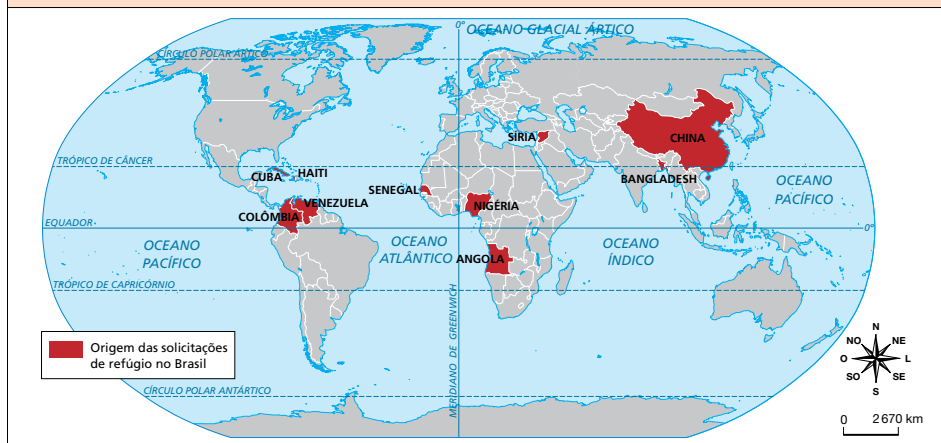 0°
OCEANO GLACIAL ÁRTICO
CÍRCULO POLAR ÁRTICO
SÍRIA
CHINA
TRÓPICO DE CÂNCER
CUBA
HAITI
SENEGAL
BANGLADESH
OCEANO
PACÍFICO
VENEZUELA
NIGÉRIA
COLÔMBIA
EQUADOR
0°
OCEANO
PACÍFICO
OCEANO
ATLÂNTICO
ANGOLA
OCEANO
ÍNDICO
TRÓPICO DE CAPRICÓRNIO
MERIDIANO DE GREENWICH
Origem das solicitações
de refúgio no Brasil
N
NO
NE
O
L
SO
SE
S
CÍRCULO POLAR ANTÁRTICO
0
2 670 km